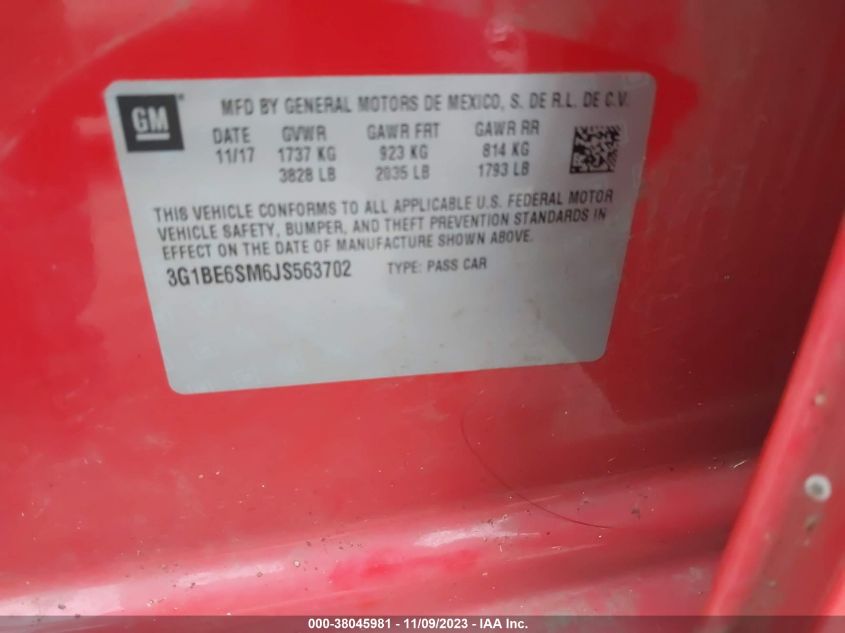 GM
MFD BY GENERAL MOTORS DE MEXICO, S. DE R.L. DE C.V.
DATE GVWR GAWR FRT GAWR RR
11/17 1737 KG 923 KG 814 KG
3828 LB 2035 LB 1793 LB
THIS VEHICLE CONFORMS TO ALL APPLICABLE U.S. FEDERAL MOTOR
VEHICLE SAFETY, BUMPER, AND THEFT PREVENTION STANDARDS IN
EFFECT ON THE DATE OF MANUFACTURE SHOWN ABOVE.
3G1BE6SM6JS563702 TYPE: PASS CAR
000-38045981 - 11/09/2023 - IAA Inc.